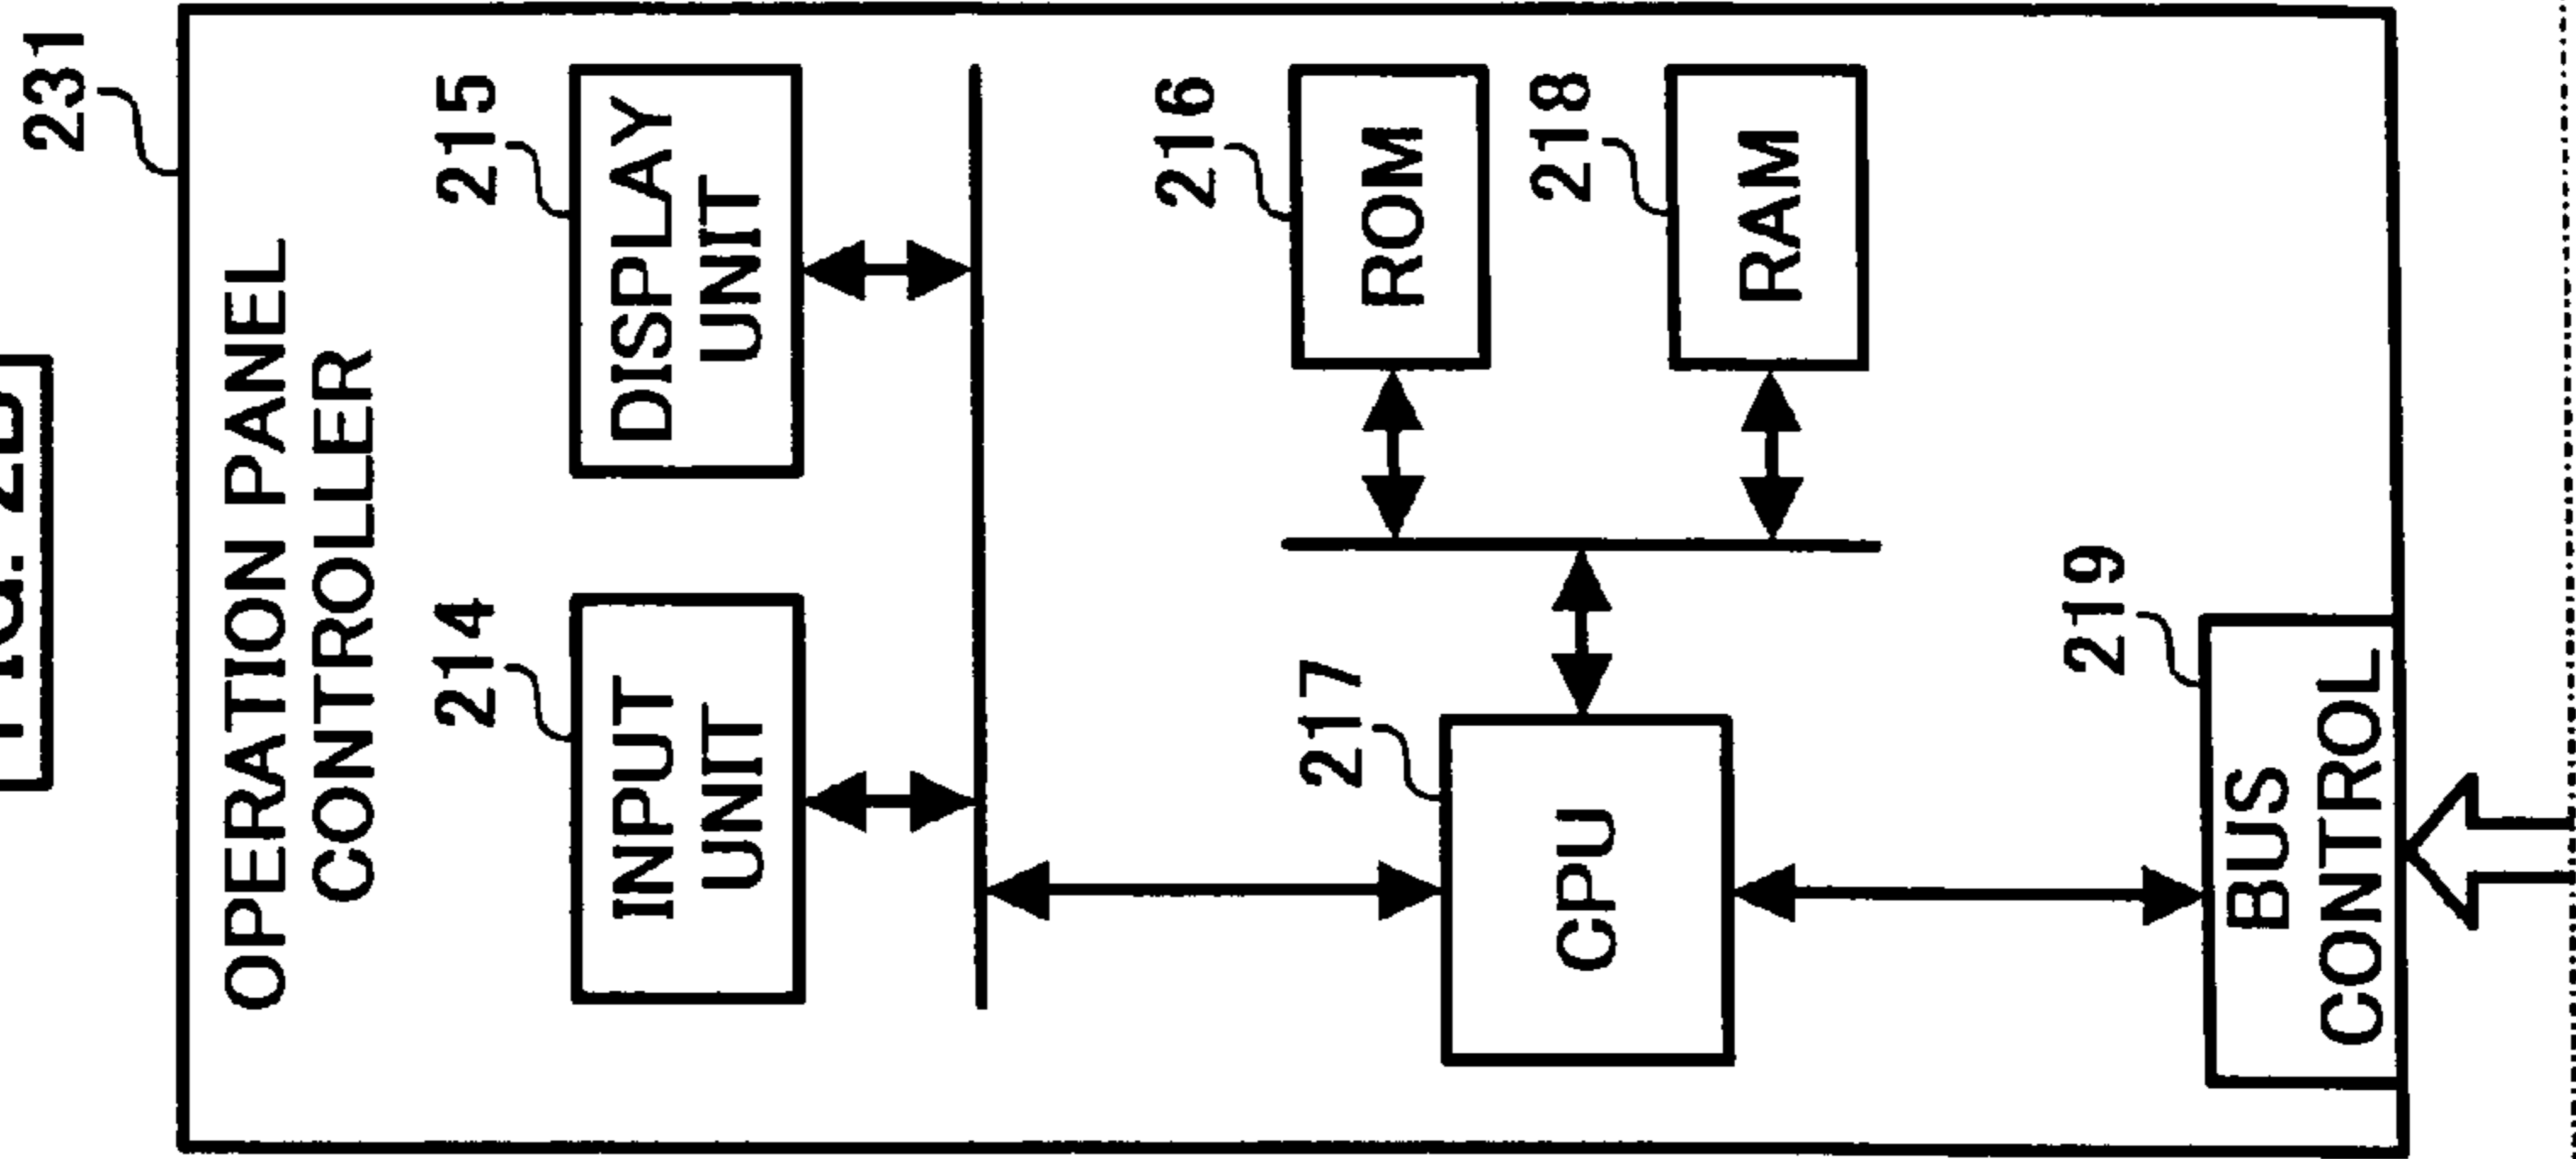 231
OPERATION PANEL
CONTROLLER
214
INPUT
UNIT
215
DISPLAY
UNIT
216
ROM
218
RAM
217
CPU
219
BUS
CONTROL